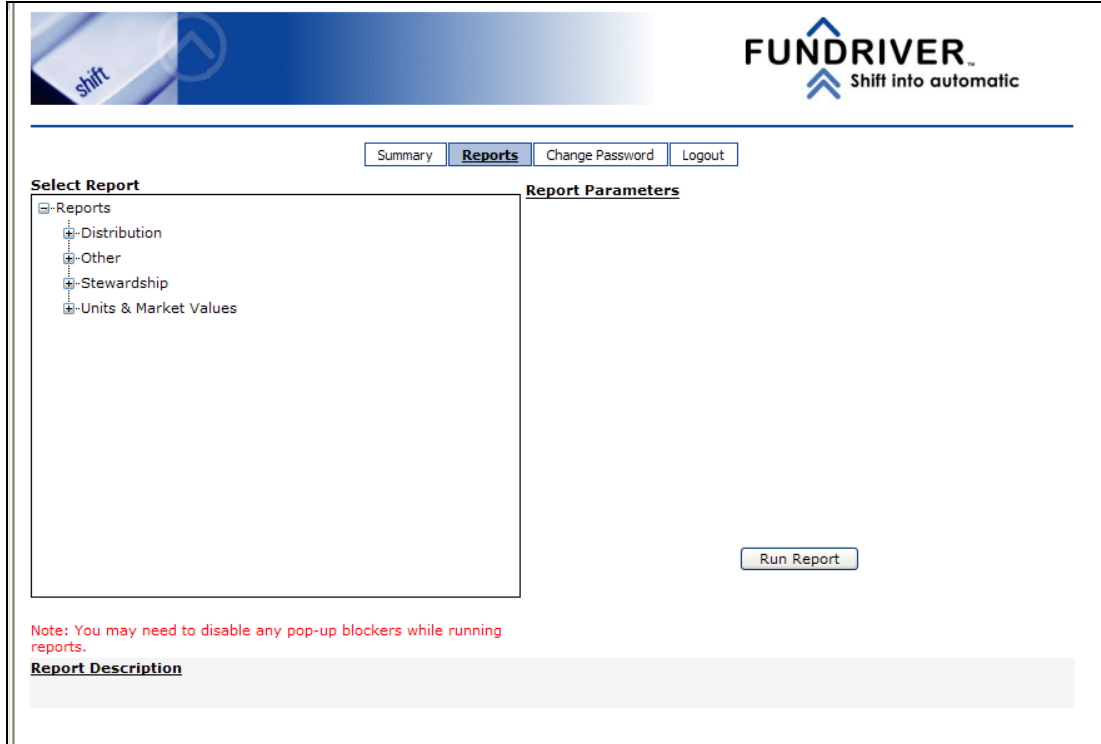 shift
FUNDRIVER™
Shift into automatic
Summary Reports Change Password Logout
Select Report
Report Parameters
Reports
Distribution
Other
Stewardship
Units & Market Values
Run Report
Note: You may need to disable any pop-up blockers while running
reports.
Report Description